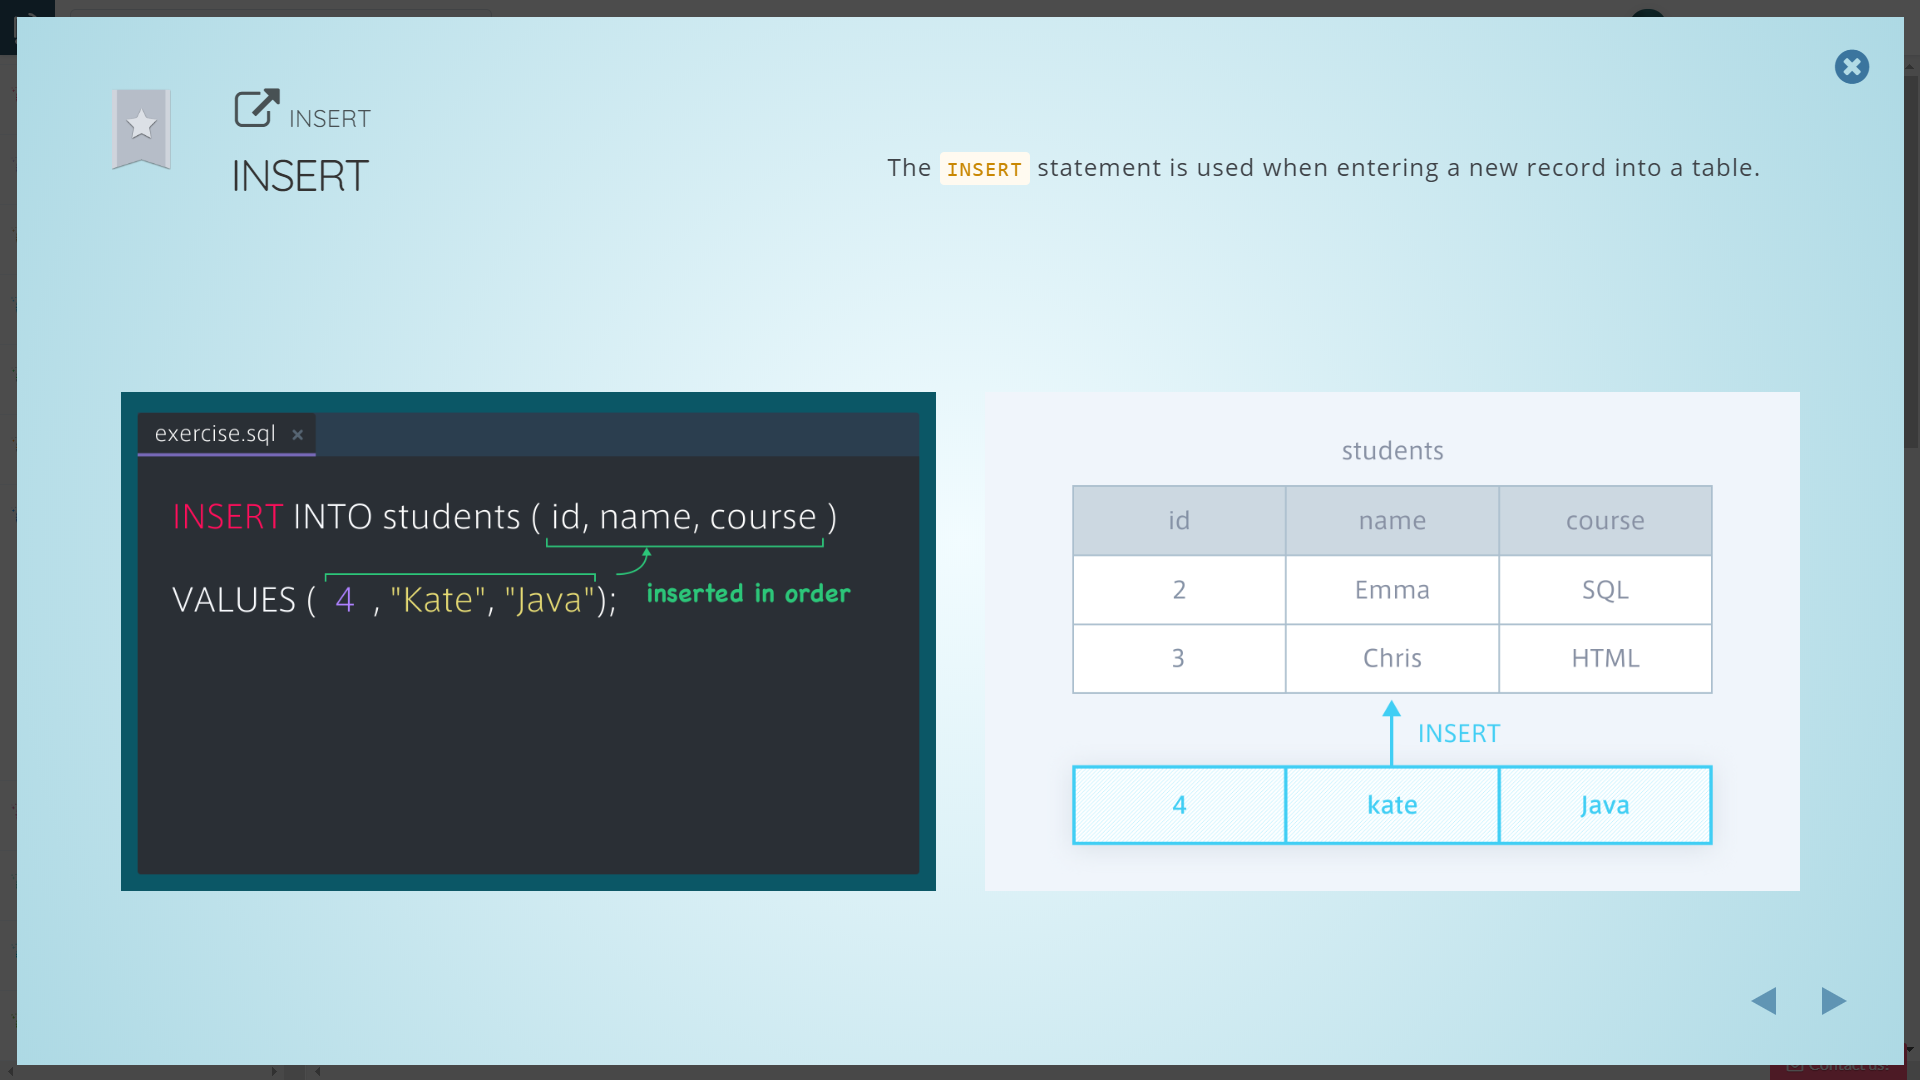 INSERT
INSERT
The INSERT statement is used when entering a new record into a table.
exercise.sql ×
INSERT INTO students ( id, name, course )
VALUES ( 4 , "Kate", "Java");
inserted in order
students
id name course
2 Emma SQL
3 Chris HTML
INSERT
4 kate Java
Contact us!